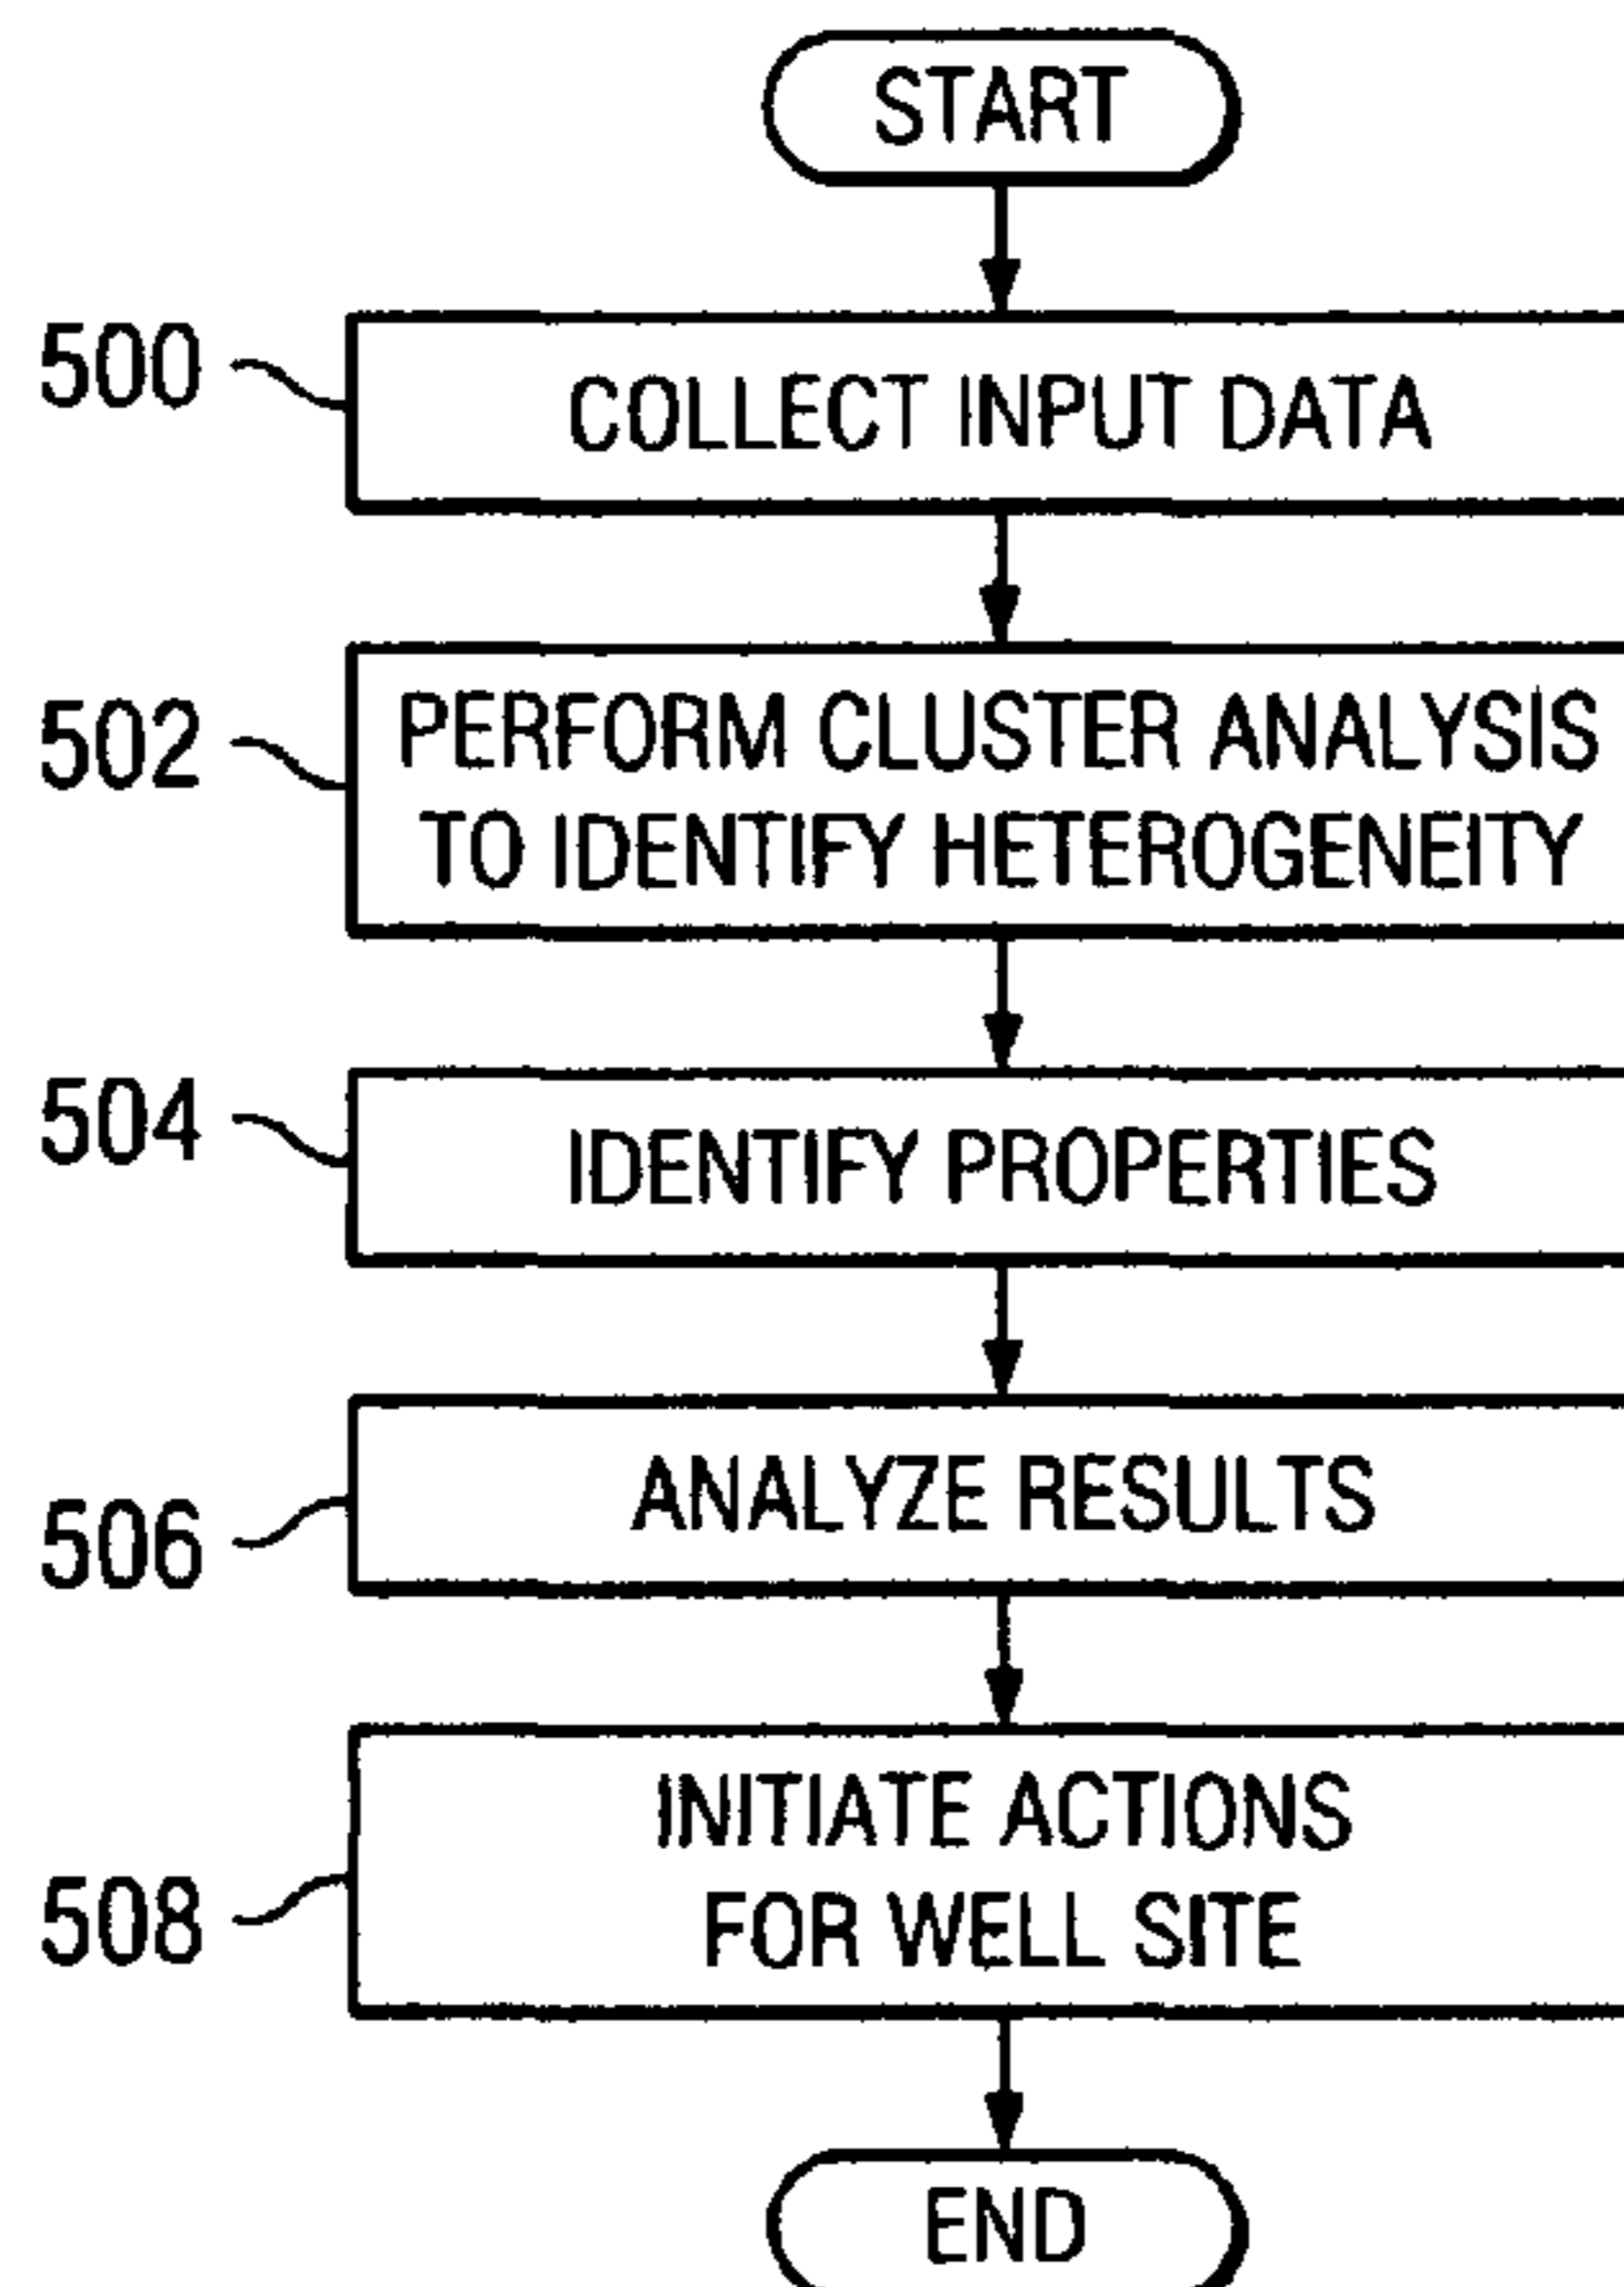 START
500
COLLECT INPUT DATA
502
PERFORM CLUSTER ANALYSIS
TO IDENTIFY HETEROGENEITY
504
IDENTIFY PROPERTIES
506
ANALYZE RESULTS
508
INITIATE ACTIONS
FOR WELL SITE
END